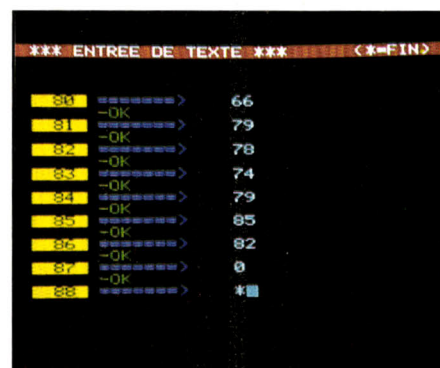 *** ENTREE DE TEXTE *** (*=FIN)
80 =======> 66
-OK
81 =======> 79
-OK
82 =======> 78
-OK
83 =======> 74
-OK
84 =======> 79
-OK
85 =======> 85
-OK
86 =======> 82
-OK
87 =======> 0
-OK
88 =======> *